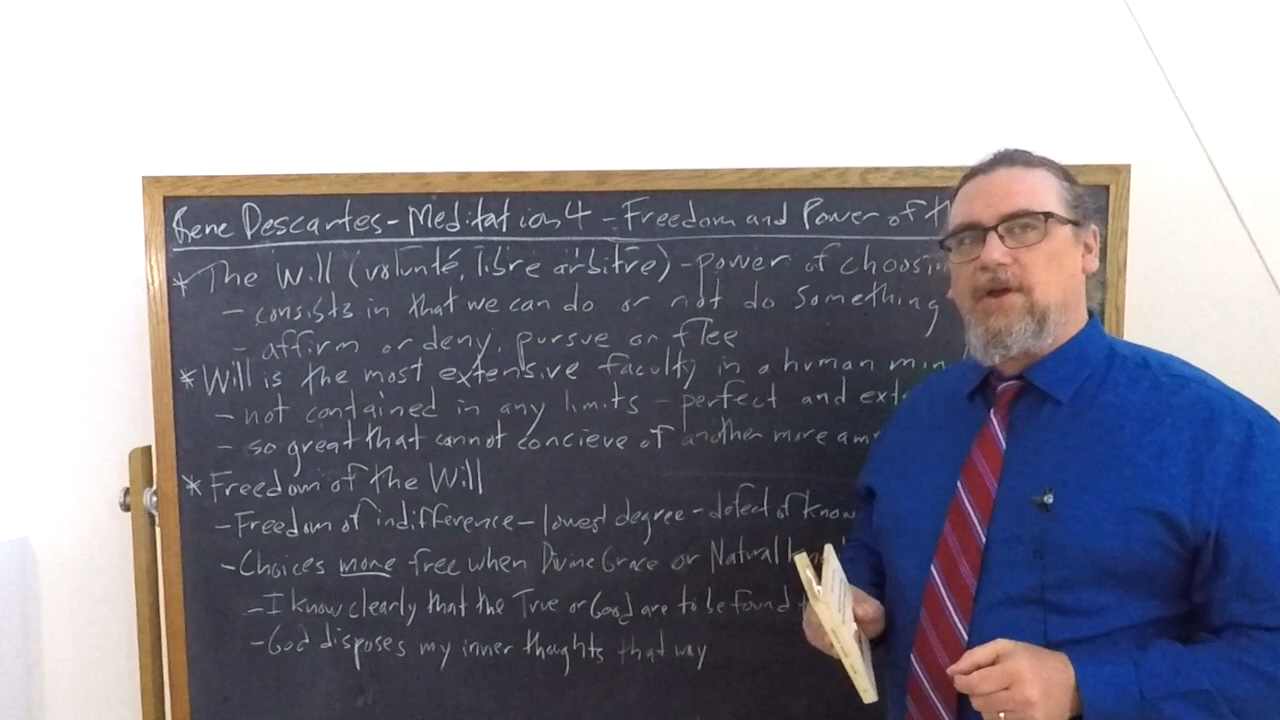 Rene Descartes - Meditation 4 - Freedom and Power of th
* The Will (volunté, libre arbitre) - power of choosin
- consists in that we can do or not do something
- affirm or deny, pursue or flee
* Will is the most extensive faculty in a human min
- not contained in any limits - perfect and exte
- so great that cannot concieve of another more am
* Freedom of the Will
- Freedom of indifference - lowest degree - defect of know
- Choices more free when Divine Grace or Natural kno
- I know clearly that the True or Good are to be found
- God disposes my inner thoughts that way